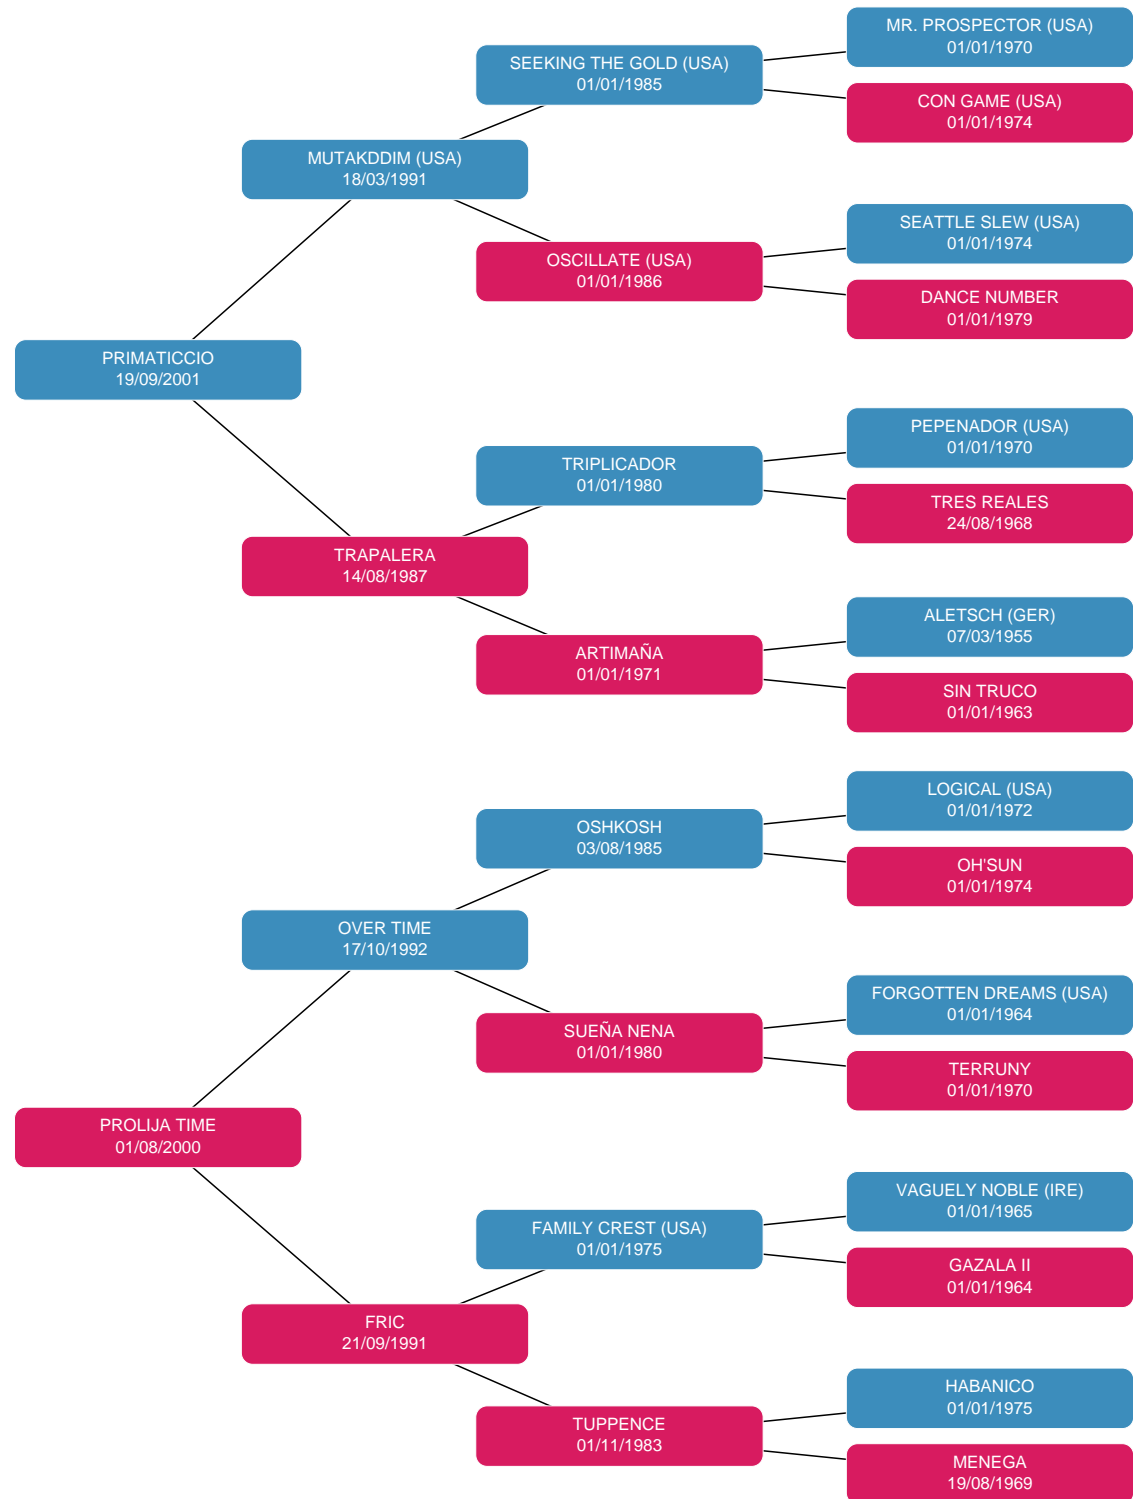 MR. PROSPECTOR (USA)
01/01/1970
SEEKING THE GOLD (USA)
01/01/1985
CON GAME (USA)
01/01/1974
MUTAKDDIM (USA)
18/03/1991
SEATTLE SLEW (USA)
01/01/1974
OSCILLATE (USA)
01/01/1986
DANCE NUMBER
01/01/1979
PRIMATICCIO
19/09/2001
PEPENADOR (USA)
01/01/1970
TRIPLICADOR
01/01/1980
TRES REALES
24/08/1968
TRAPALERA
14/08/1987
ALETSCH (GER)
07/03/1955
ARTIMAÑA
01/01/1971
SIN TRUCO
01/01/1963
LOGICAL (USA)
01/01/1972
OSHKOSH
03/08/1985
OH'SUN
01/01/1974
OVER TIME
17/10/1992
FORGOTTEN DREAMS (USA)
01/01/1964
SUEÑA NENA
01/01/1980
TERRUNY
01/01/1970
PROLIJA TIME
01/08/2000
VAGUELY NOBLE (IRE)
01/01/1965
FAMILY CREST (USA)
01/01/1975
GAZALA II
01/01/1964
FRIC
21/09/1991
HABANICO
01/01/1975
TUPPENCE
01/11/1983
MENEGA
19/08/1969